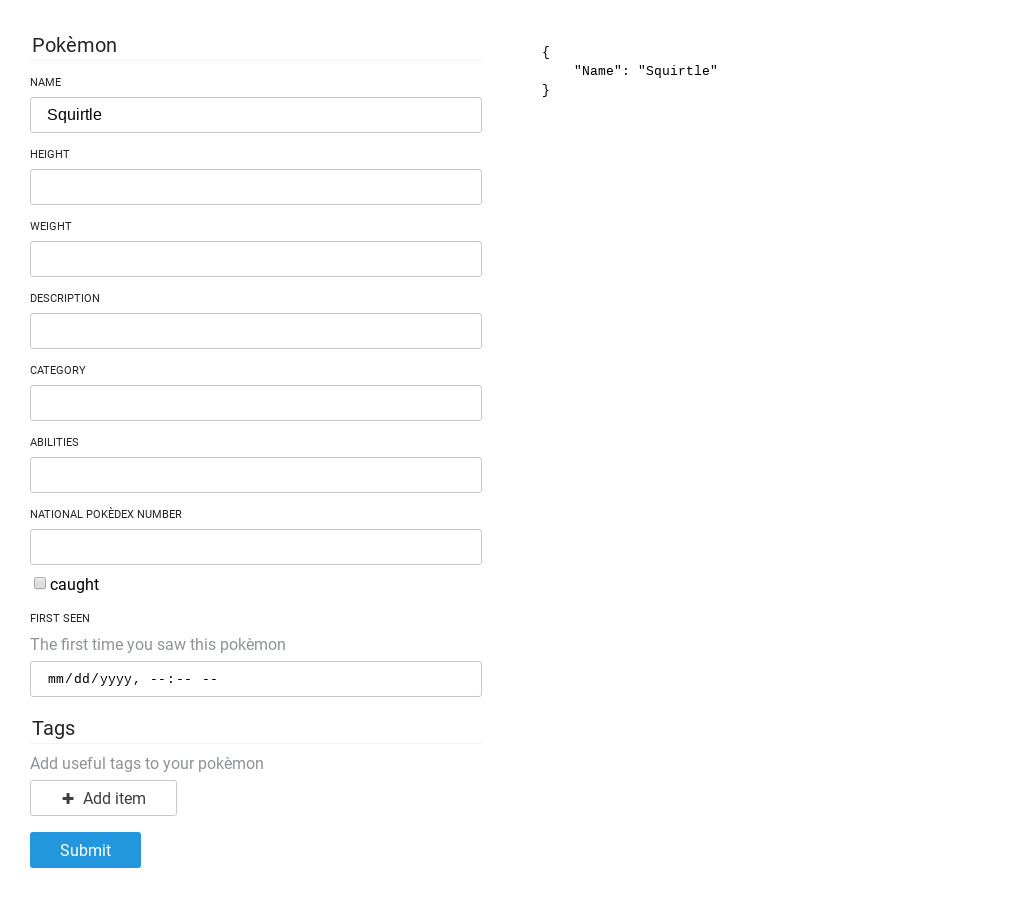 Pokèmon
NAME
Squirtle
HEIGHT
WEIGHT
DESCRIPTION
CATEGORY
ABILITIES
NATIONAL POKÈDEX NUMBER
caught
FIRST SEEN
The first time you saw this pokèmon
mm/dd/yyyy, --:-- --
Tags
Add useful tags to your pokèmon
Add item
Submit
{
    "Name": "Squirtle"
}